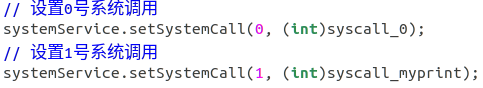 // 设置0号系统调用
systemService.setSystemCall(0, (int)syscall_0);
// 设置1号系统调用
systemService.setSystemCall(1, (int)syscall_myprint);